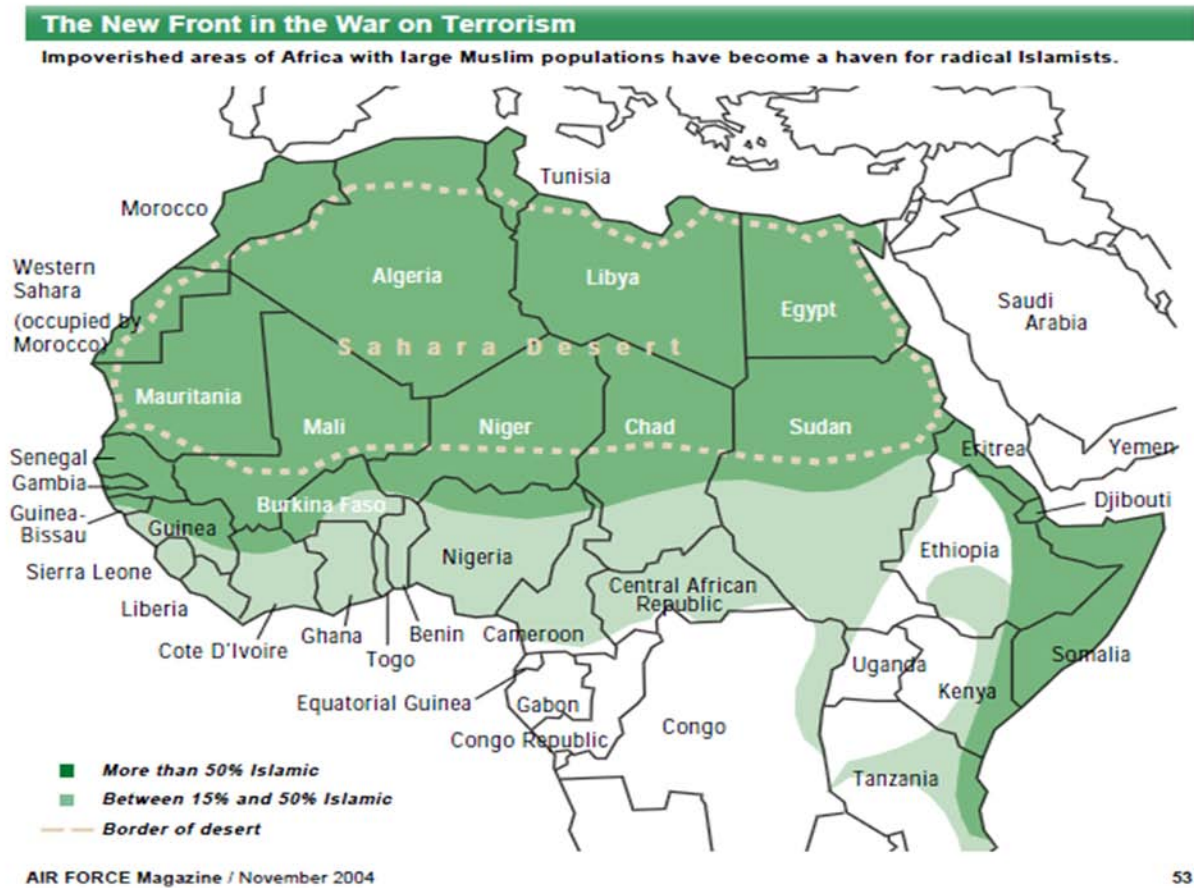 The New Front in the War on Terrorism
Impoverished areas of Africa with large Muslim populations have become a haven for radical Islamists.
Tunisia
Morocco
Western
Sahara
(occupied by
Morocco)
Algeria
Libya
Egypt
Saudi
Arabia
Sahara Desert
Mauritania
Mali
Niger
Chad
Sudan
Eritrea
Yemen
Senegal
Gambia
Guinea-
Bissau
Burkina Faso
Djibouti
Guinea
Nigeria
Ethiopia
Sierra Leone
Central African
Republic
Liberia
Cote D'Ivoire
Ghana
Togo
Benin
Cameroon
Somalia
Uganda
Kenya
Equatorial Guinea
Gabon
Congo
Congo Republic
Tanzania
More than 50% Islamic
Between 15% and 50% Islamic
Border of desert
AIR FORCE Magazine / November 2004
53